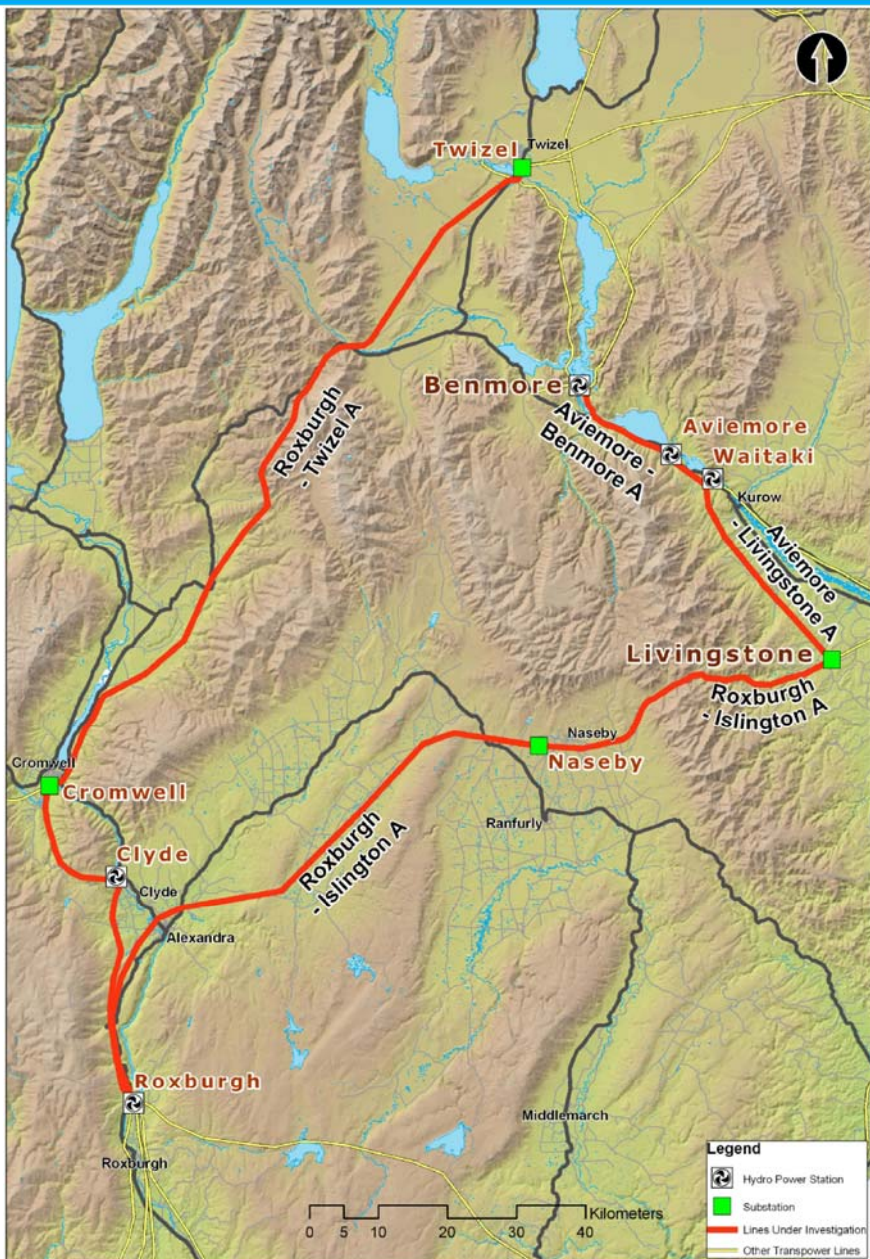 Twizel
Twizel
Benmore
Aviemore -
Benmore A
Aviemore
Waitaki
Kurow
Aviemore
- Livingstone A
Roxburgh
- Twizel A
Livingstone
Roxburgh
- Islington A
Naseby
Naseby
Cromwell
Cromwell
Ranfurly
Roxburgh
- Islington A
Clyde
Clyde
Alexandra
Roxburgh
Roxburgh
Middlemarch
Kilometers
0 5 10 20 30 40
Legend
Hydro Power Station
Substation
Lines Under Investigation
Other Transpower Lines